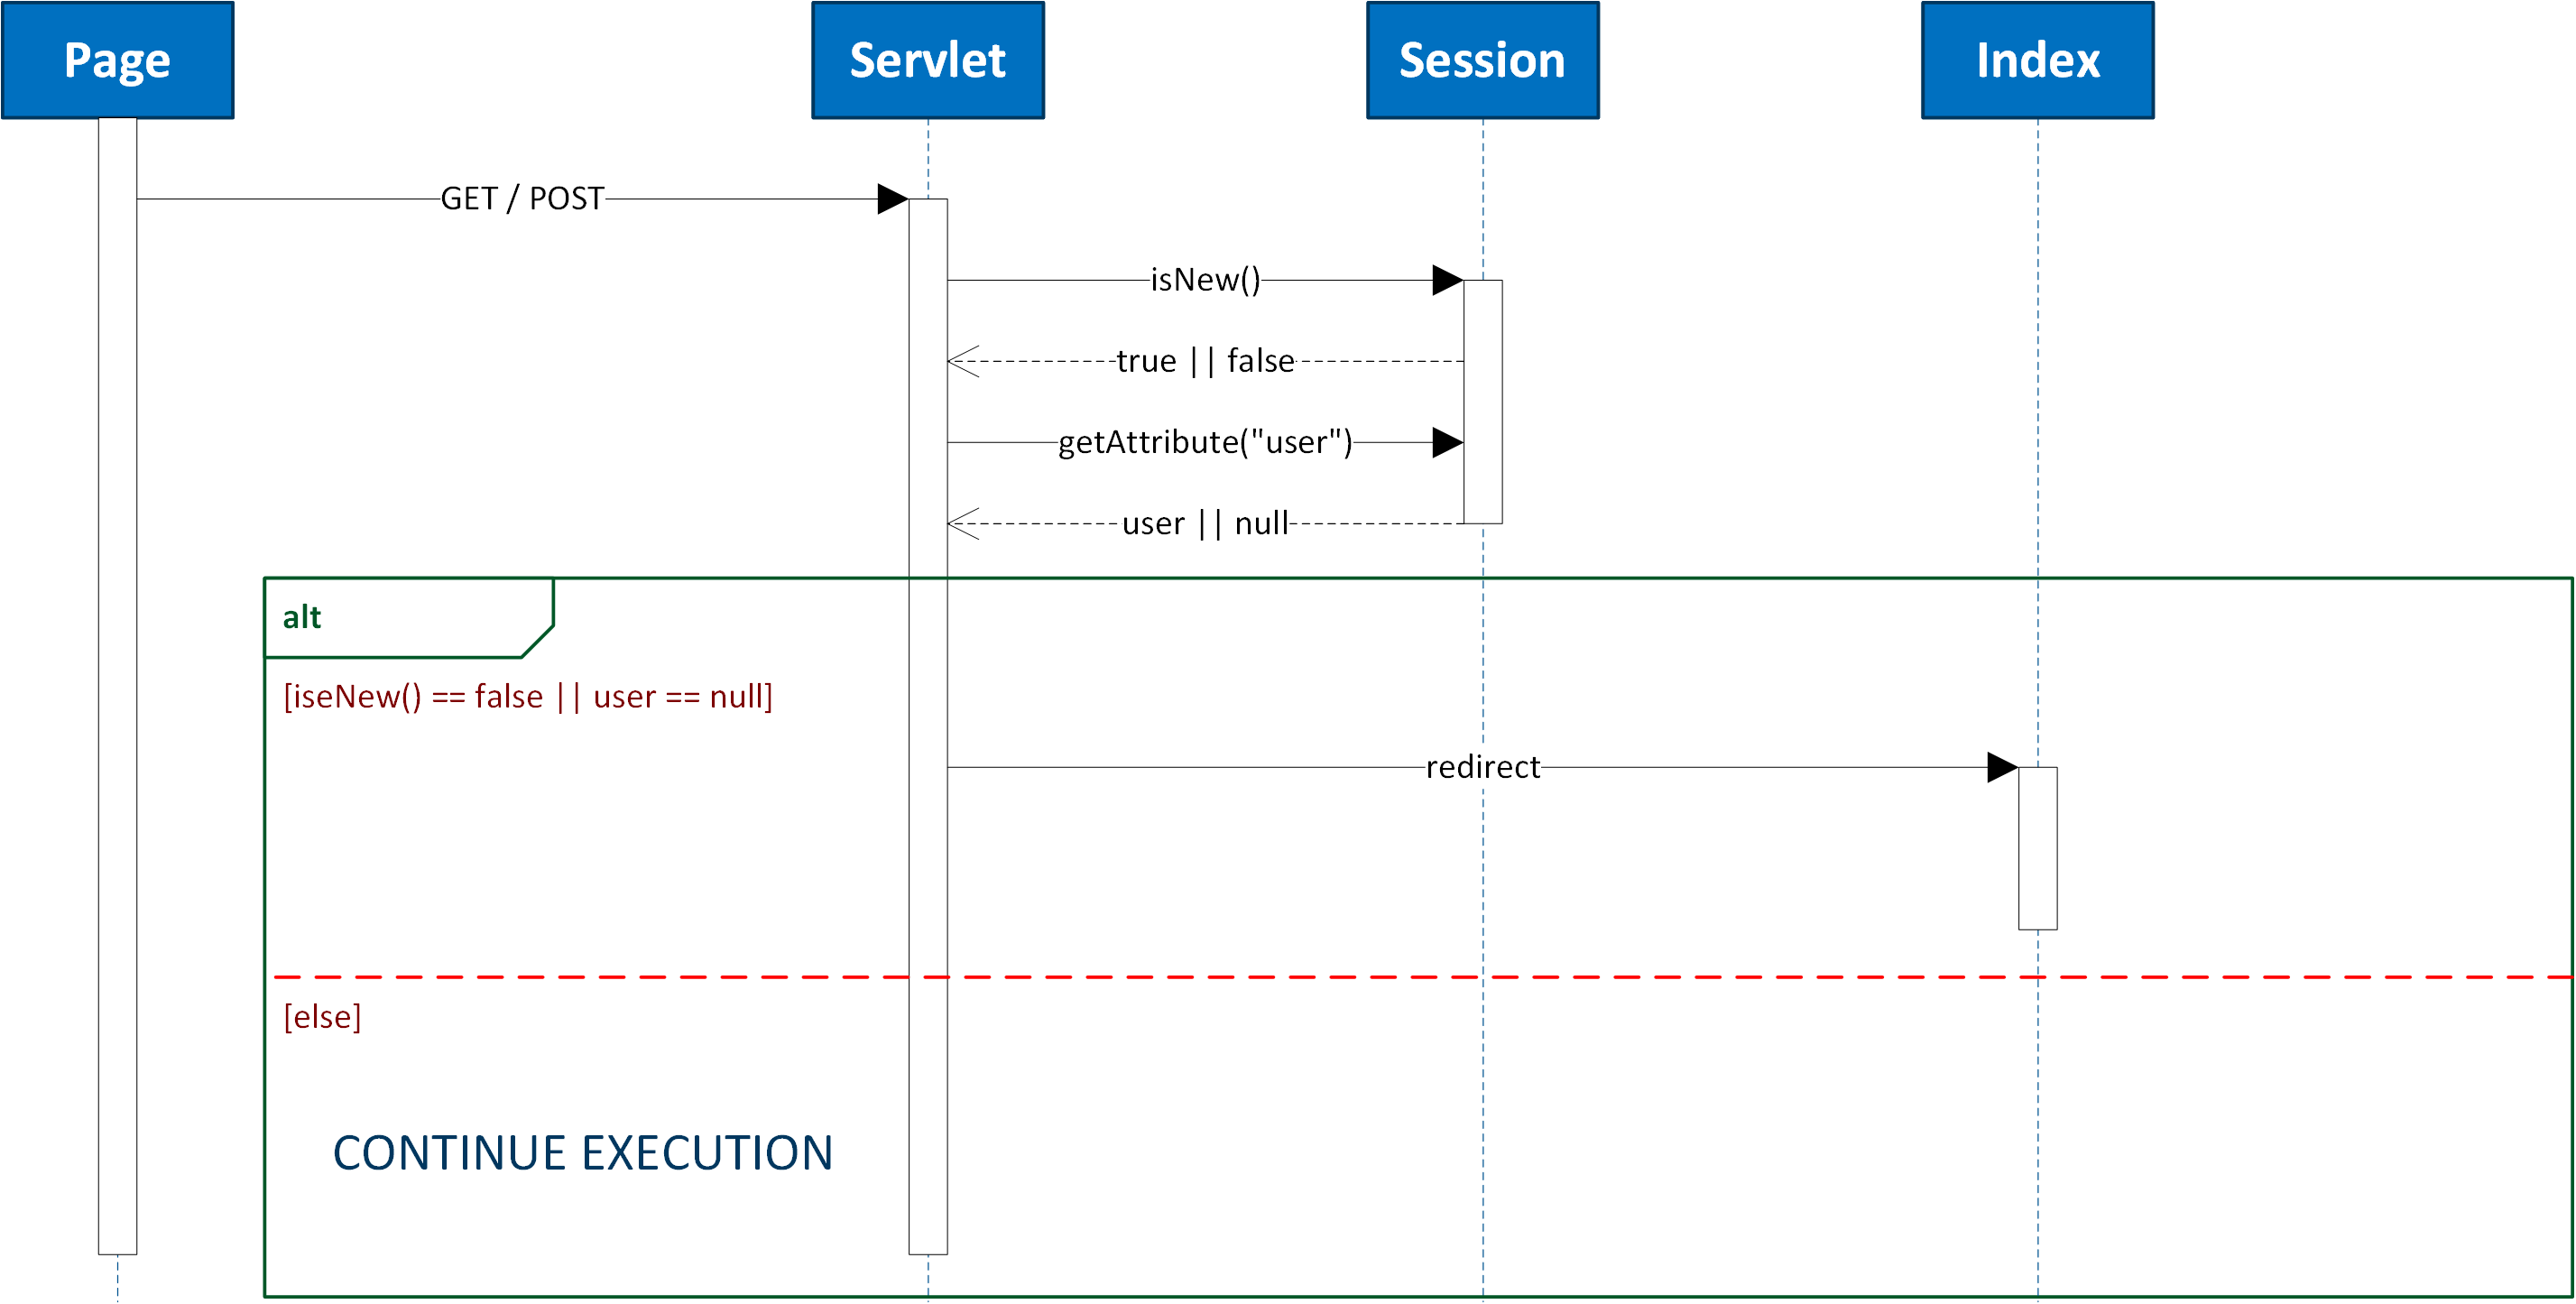 Page
Servlet
Session
Index
GET / POST
isNew()
true || false
getAttribute("user")
user || null
alt
[iseNew() == false || user == null]
redirect
[else]
CONTINUE EXECUTION